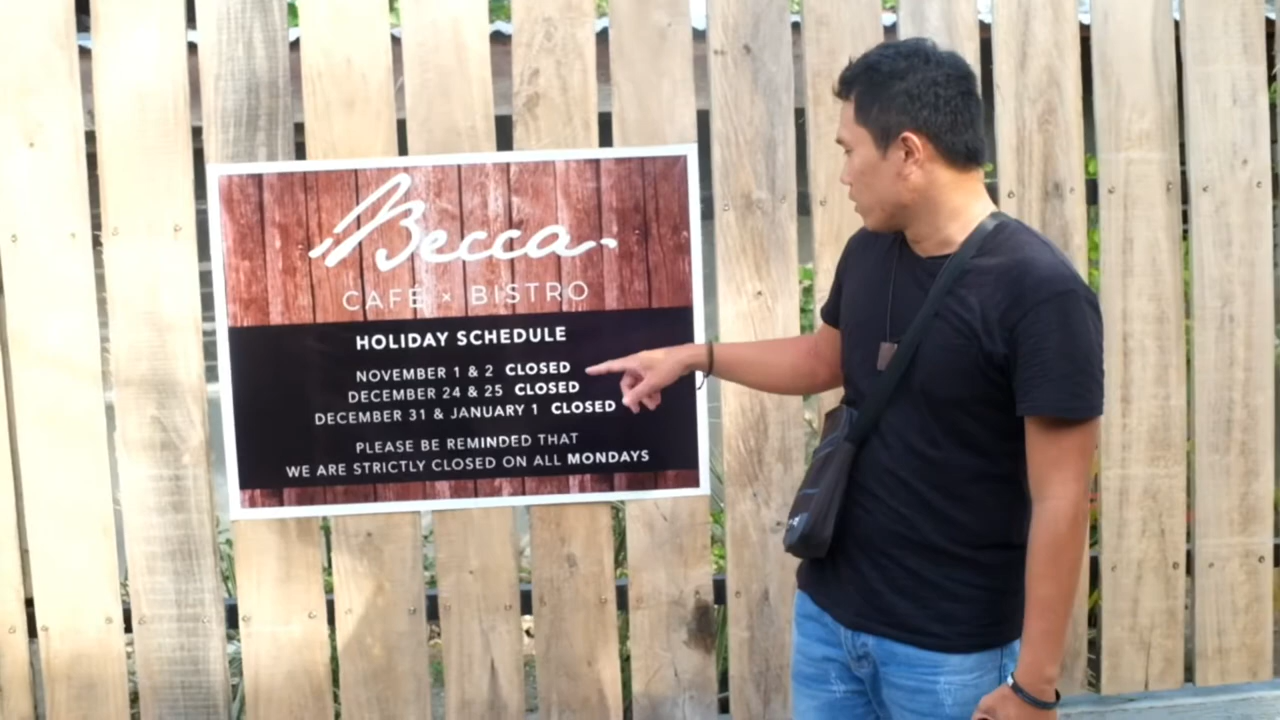 Becca
CAFÉ × BISTRO
HOLIDAY SCHEDULE
NOVEMBER 1 & 2 CLOSED
DECEMBER 24 & 25 CLOSED
DECEMBER 31 & JANUARY 1 CLOSED
PLEASE BE REMINDED THAT
WE ARE STRICTLY CLOSED ON ALL MONDAYS